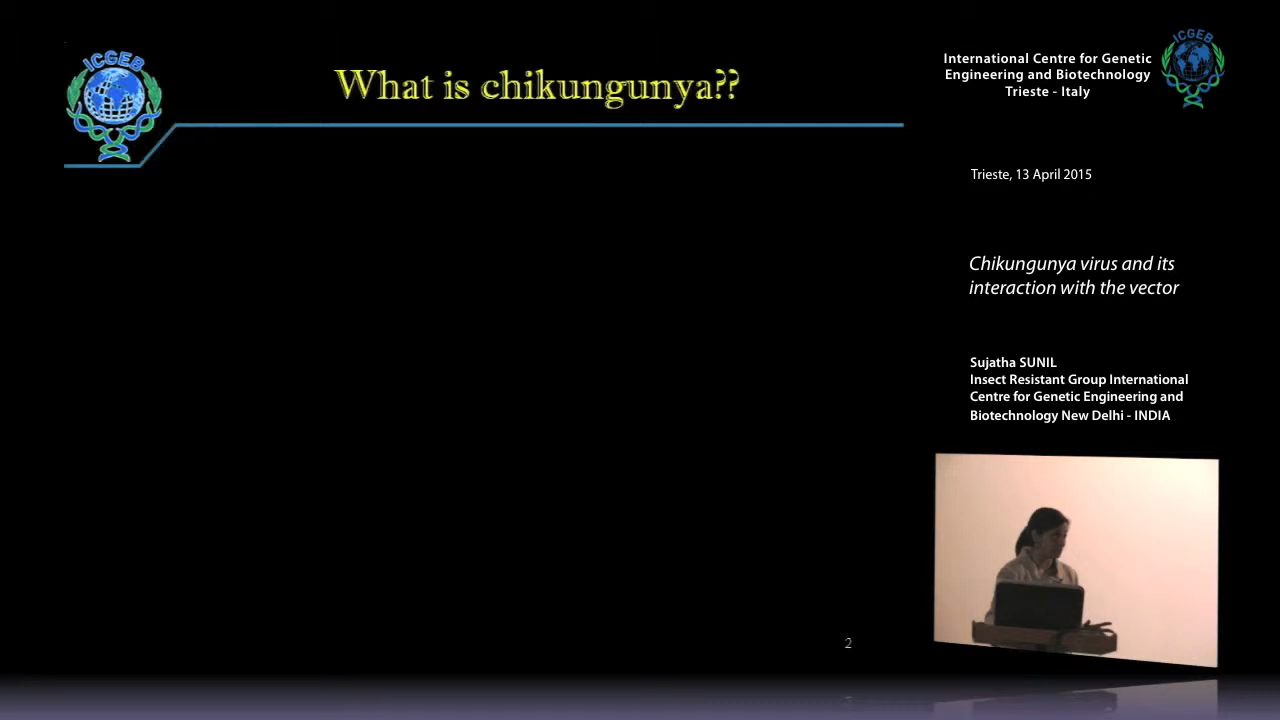 ICGEB
What is chikungunya??
2
International Centre for Genetic
Engineering and Biotechnology
Trieste - Italy
ICGEB
Trieste, 13 April 2015
Chikungunya virus and its
interaction with the vector
Sujatha SUNIL
Insect Resistant Group International
Centre for Genetic Engineering and
Biotechnology New Delhi - INDIA